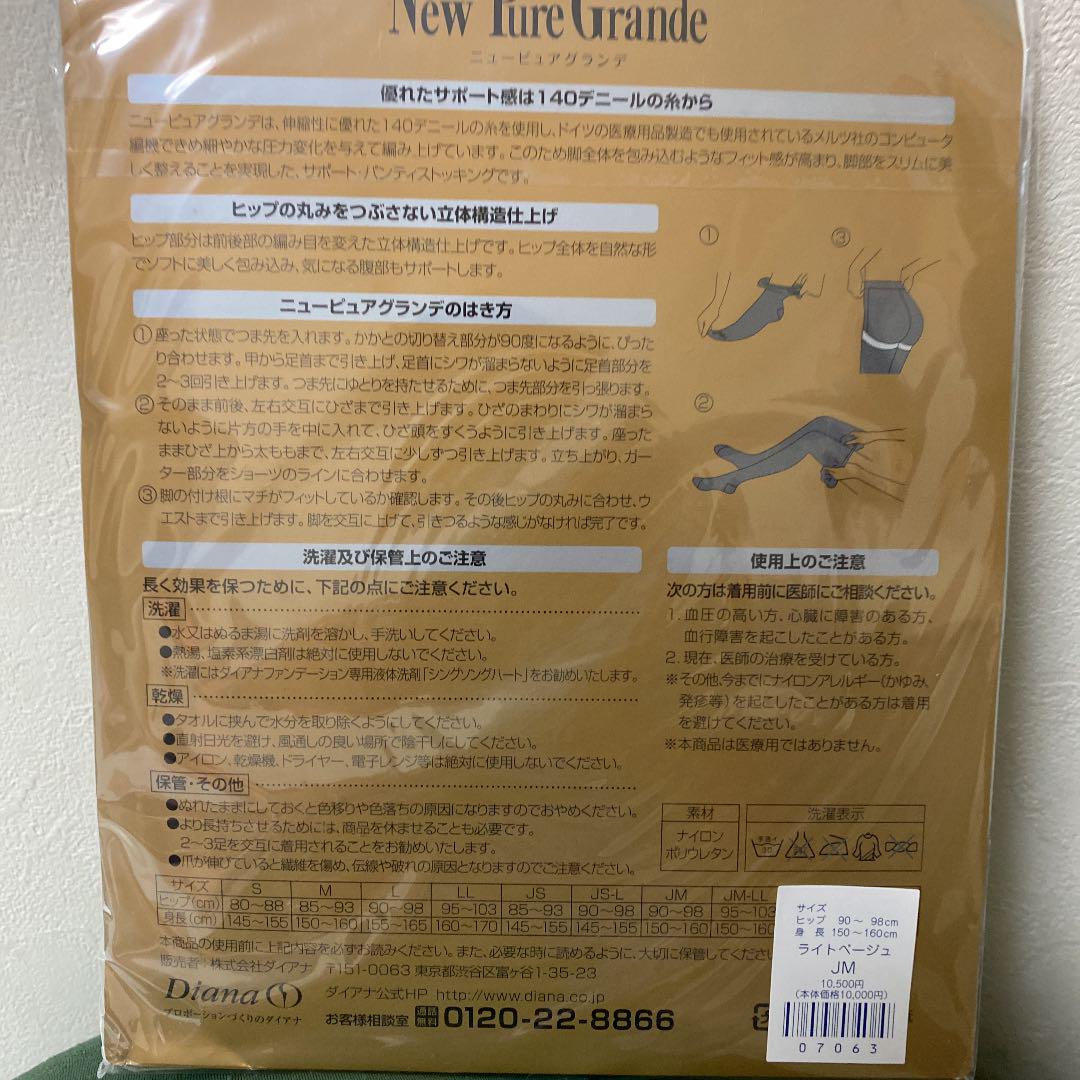 New Pure Grande
ニューピュアグランデ
優れたサポート感は140デニールの糸から
ニューピュアグランデは、伸縮性に優れた140デニールの糸を使用し、ドイツの医療用品製造でも使用されているメルツ社のコンピュータ
編機できめ細やかな圧力変化を与えて編み上げています。このため脚全体を包み込むようなフィット感が高まり、脚部をスリムに美
しく整えることを実現した、サポート・パンティストッキングです。
ヒップの丸みをつぶさない立体構造仕上げ
ヒップ部分は前後部の編み目を変えた立体構造仕上げです。ヒップ全体を自然な形
でソフトに美しく包み込み、気になる腹部もサポートします。
① ③
②
ニューピュアグランデのはき方
①座った状態でつま先を入れます。かかとの切り替え部分が90度になるように、ぴった
り合わせます。甲から足首まで引き上げ、足首にシワが溜まらないように足首部分を
2〜3回引き上げます。つま先にゆとりを持たせるために、つま先部分を引っ張ります。
②そのまま前後、左右交互にひざまで引き上げます。ひざのまわりにシワが溜まら
ないように片方の手を中に入れて、ひざ頭をすくうように引き上げます。座った
ままひざ上から太ももまで、左右交互に少しずつ引き上げます。立ち上がり、ガー
ター部分をショーツのラインに合わせます。
③脚の付け根にマチがフィットしているか確認します。その後ヒップの丸みに合わせ、ウ
エストまで引き上げます。脚を交互に上げて、引きつるような感じがなければ完了です。
洗濯及び保管上のご注意
長く効果を保つために、下記の点にご注意ください。
洗濯
●水又はぬるま湯に洗剤を溶かし、手洗いしてください。
●熱湯、塩素系漂白剤は絶対に使用しないでください。
※洗濯にはダイアナファンデーション専用液体洗剤「シングソングハート」をお勧めいたします。
乾燥
●タオルに挟んで水分を取り除くようにしてください。
●直射日光を避け、風通しの良い場所で陰干しにしてください。
●アイロン、乾燥機、ドライヤー、電子レンジ等は絶対に使用しないでください。
保管・その他
●ぬれたままにしておくと色移りや色落ちの原因になりますのでおやめください。
●より長持ちさせるためには、商品を休ませることも必要です。
2〜3足を交互に着用されることをお勧めいたします。
●爪が伸びていると繊維を傷め、伝線や破れの原因となりますのでご注意ください。
使用上のご注意
次の方は着用前に医師にご相談ください。
1.血圧の高い方、心臓に障害のある方、
血行障害を起こしたことがある方。
2.現在、医師の治療を受けている方。
※その他、今までにナイロンアレルギー(かゆみ、
発疹等)を起こしたことがある方は着用
を避けてください。
※本商品は医療用ではありません。
素材 洗濯表示
ナイロン
ポリウレタン
サイズ S M L LL JS JS-L JM JM-LL
ヒップ(cm) 80〜88 85〜93 90〜98 95〜103 85〜93 90〜98 90〜98 95〜103
身長(cm) 145〜155 150〜160 155〜165 160〜170 145〜155 145〜155 150〜160 150〜160
本商品の使用前に上記内容を必ずお読みください。また、必要な時に読めるように、大切に保管してくださ
販売者:株式会社ダイアナ 〒151-0063 東京都渋谷区富ヶ谷1-35-23
Diana
プロポーションづくりのダイアナ
ダイアナ公式HP http://www.diana.co.jp
お客様相談室 通話無料 0120-22-8866
サイズ
ヒップ 90〜 98cm
身長 150〜160cm
ライトベージュ
JM
10,500円
(本体価格10,000円)
07063